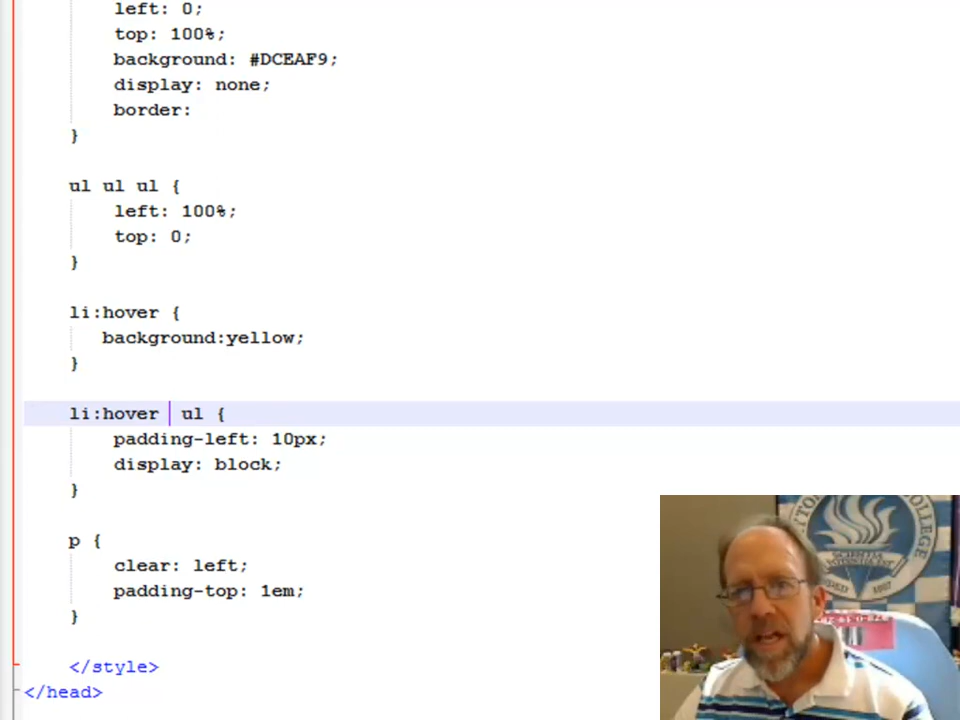 left: 0;
top: 100%;
background: #DCEAF9;
display: none;
border:
}
ul ul ul {
left: 100%;
top: 0;
}
li:hover {
background:yellow;
}
li:hover ul {
padding-left: 10px;
display: block;
}
p {
clear: left;
padding-top: 1em;
}
</style>
</head>